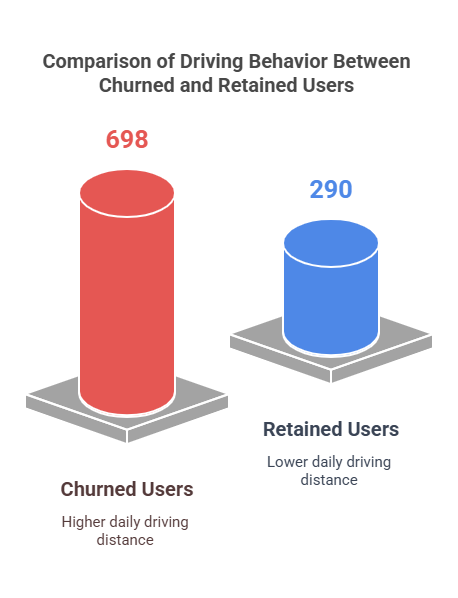 Comparison of Driving Behavior Between
Churned and Retained Users
698
290
Retained Users
Lower daily driving
distance
Churned Users
Higher daily driving
distance